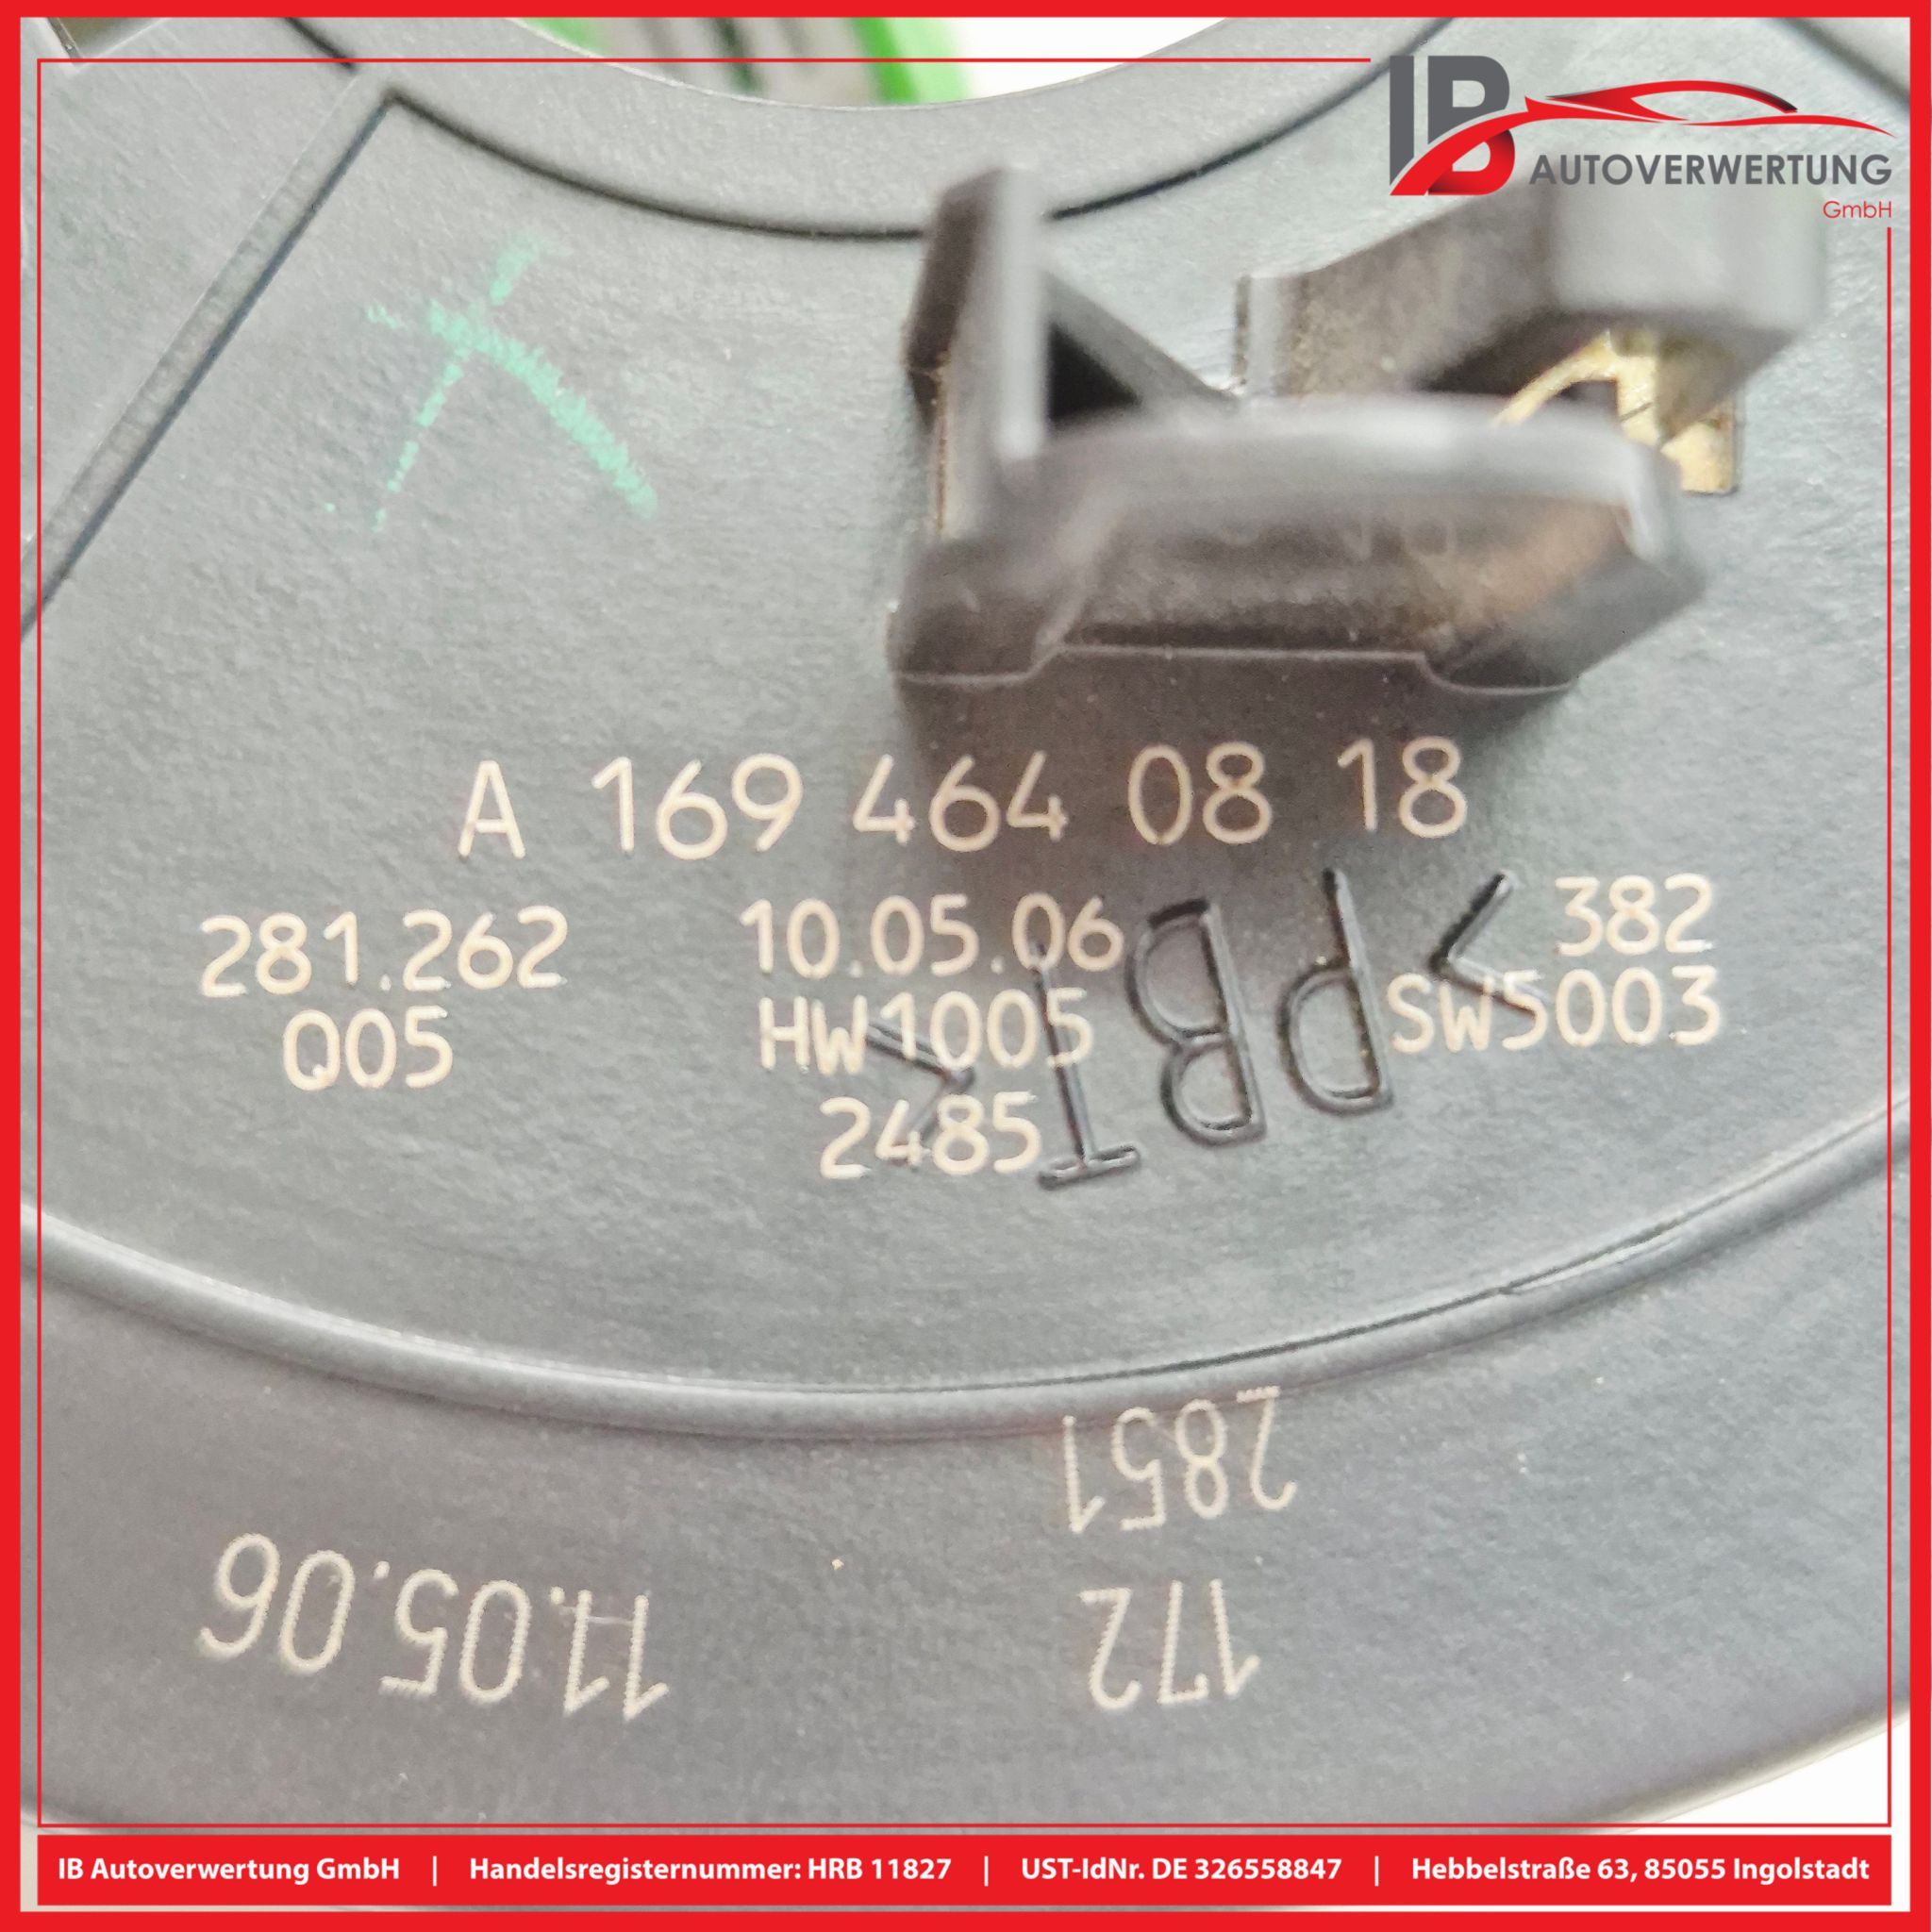 IB
AUTOVERWERTUNG
GmbH
A 169 464 08 18
281.262 10.05.06 382
Q05 HW1005 SW5003
2485
>PBT<
2851
11.05.06 172
IB Autoverwertung GmbH | Handelsregisternummer: HRB 11827 | UST-IdNr. DE 326558847 | Hebbelstraße 63, 85055 Ingolstadt